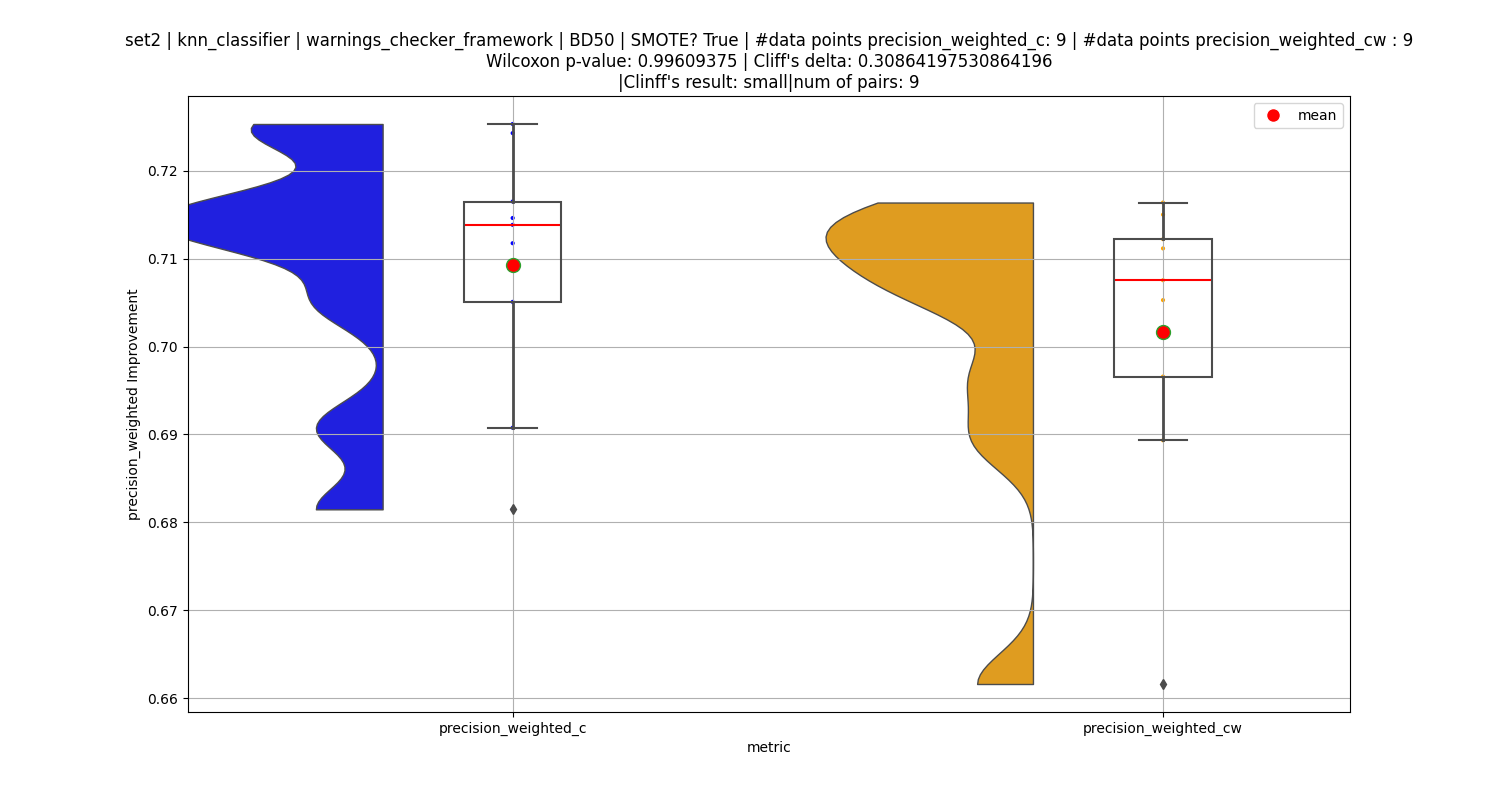 set2 | knn_classifier | warnings_checker_framework | BD50 | SMOTE? True | #data points precision_weighted_c: 9 | #data points precision_weighted_cw : 9
Wilcoxon p-value: 0.99609375 | Cliff's delta: 0.30864197530864196
|Clinff's result: small|num of pairs: 9
mean
0.72
0.71
0.70
0.69
0.68
0.67
0.66
precision_weighted Improvement
precision_weighted_c
precision_weighted_cw
metric